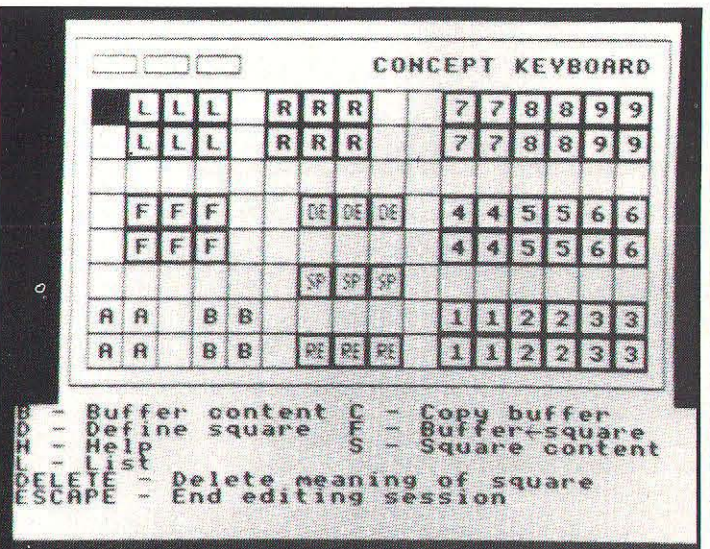 CONCEPT KEYBOARD
L L L R R R 7 7 8 8 9 9
L L L R R R 7 7 8 8 9 9
F F F DE DE DE 4 4 5 5 6 6
F F F 4 4 5 5 6 6
SP SP SP
A A B B 1 1 2 2 3 3
A A B B RE RE RE 1 1 2 2 3 3
B - Buffer content C - Copy buffer
D - Define square F - Buffer←square
H - Help S - Square content
L - List
DELETE - Delete meaning of square
ESCAPE - End editing session